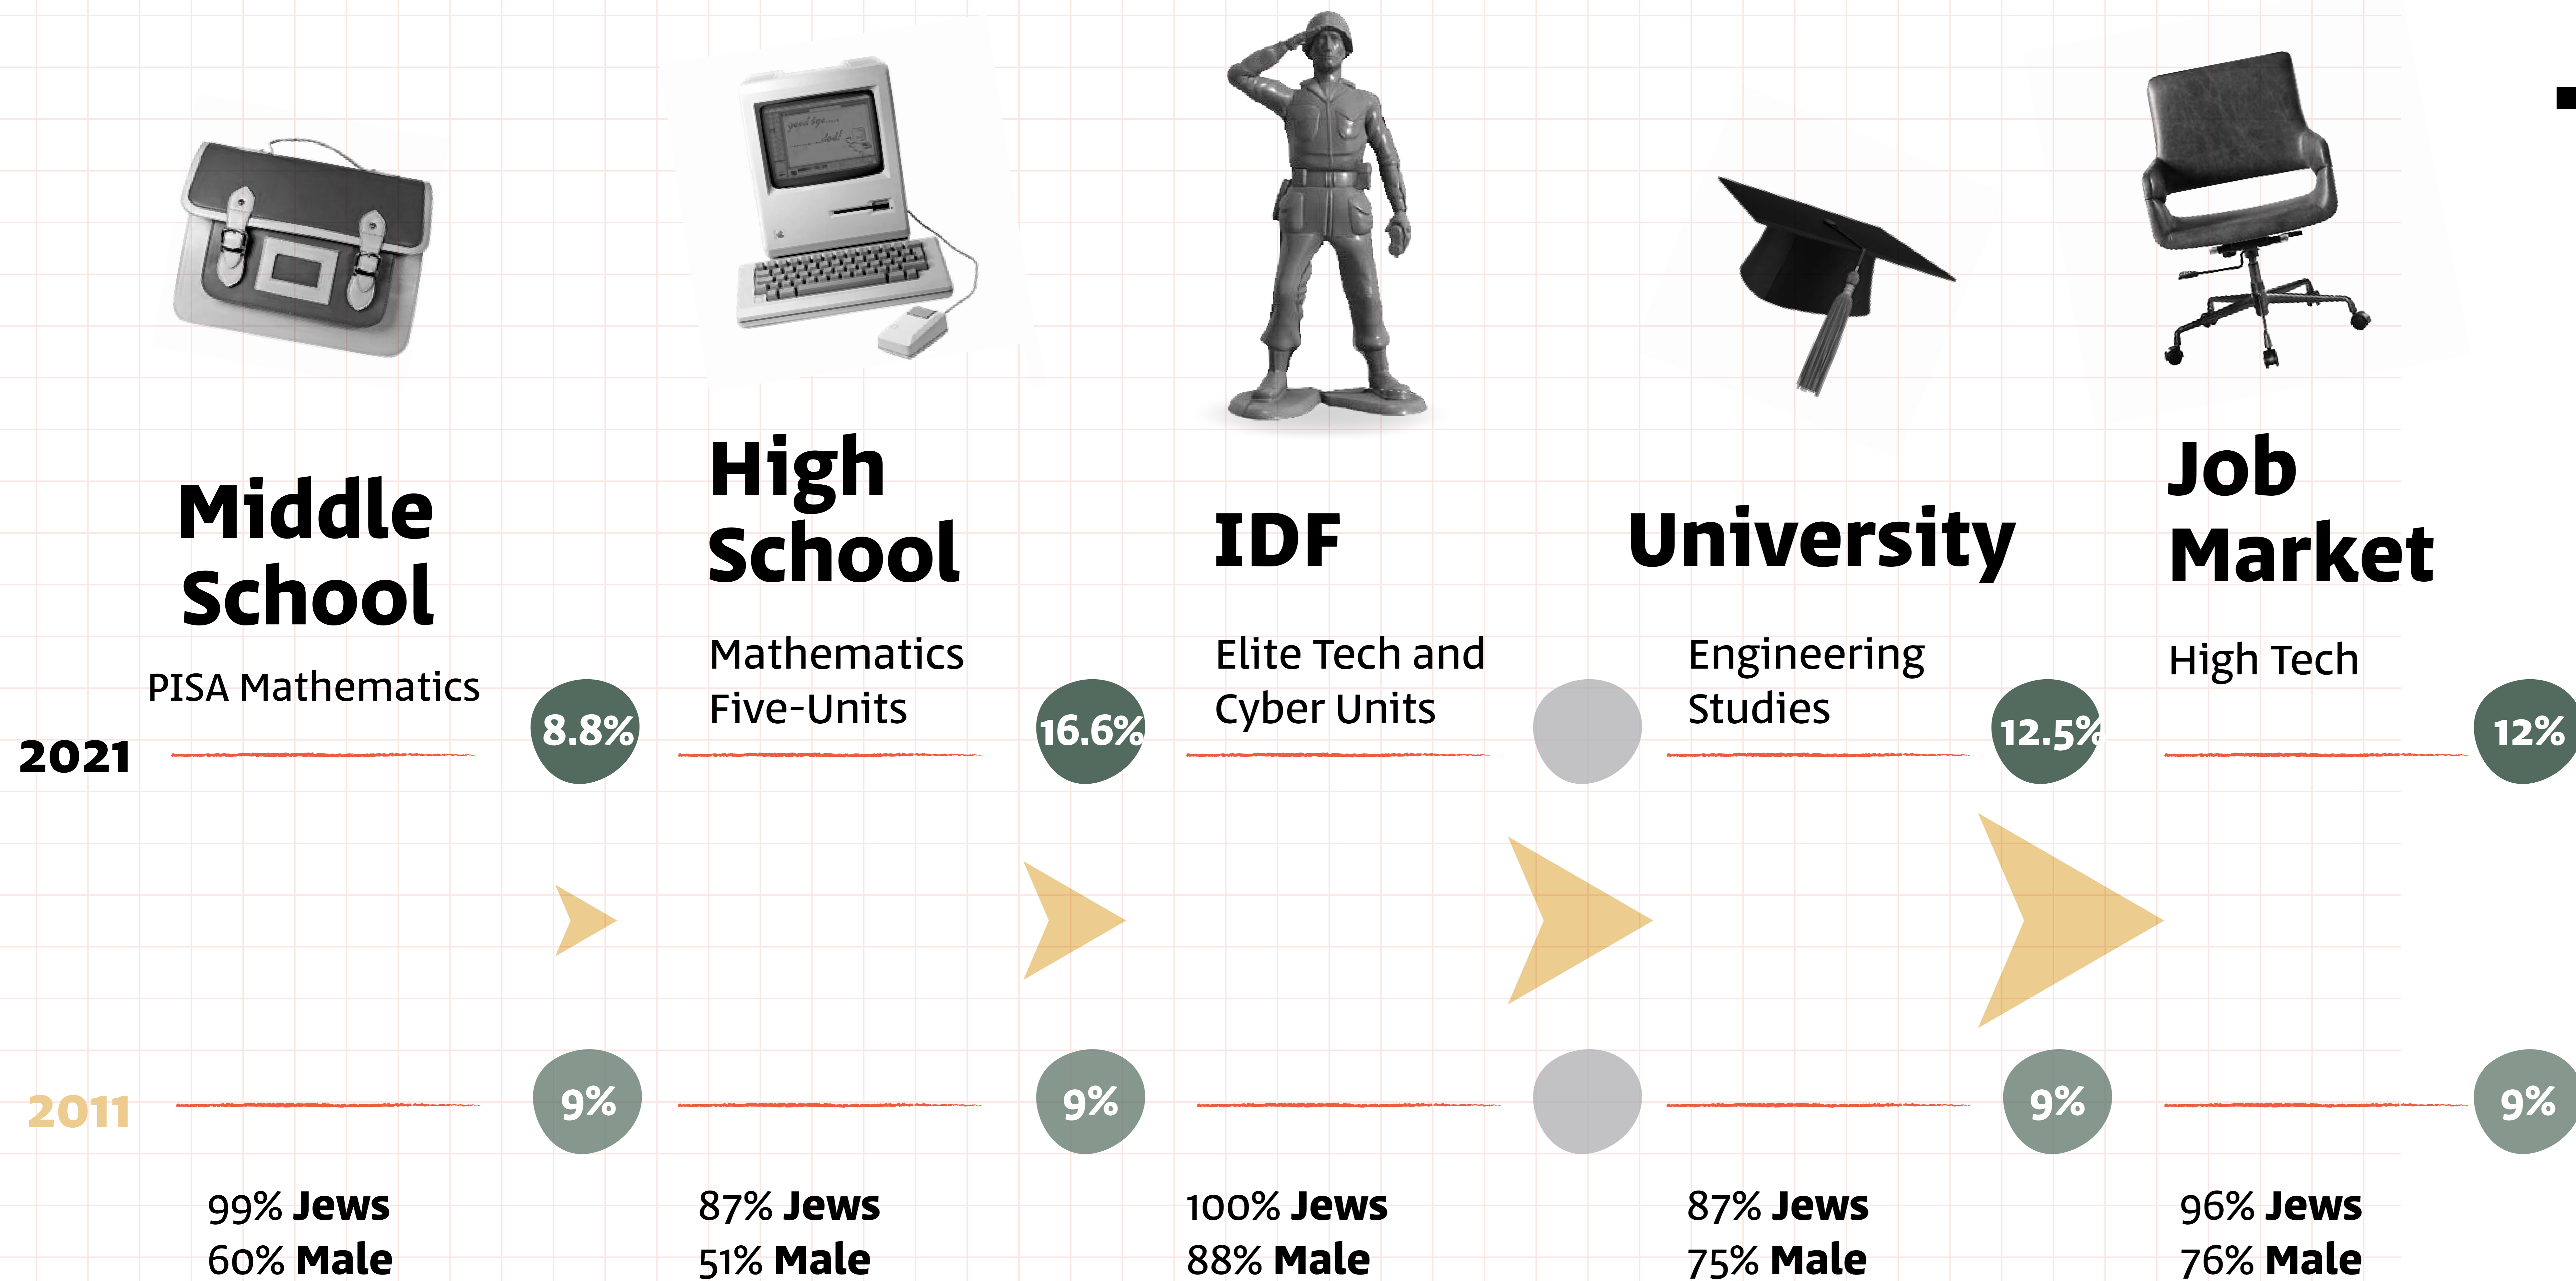 good bye....
Middle
School
High
School
IDF
University
Job
Market
PISA Mathematics
Mathematics
Five-Units
Elite Tech and
Cyber Units
Engineering
Studies
High Tech
2021
8.8%
16.6%
12.5%
12%
2011
9%
9%
9%
9%
99% Jews
60% Male
87% Jews
51% Male
100% Jews
88% Male
87% Jews
75% Male
96% Jews
76% Male